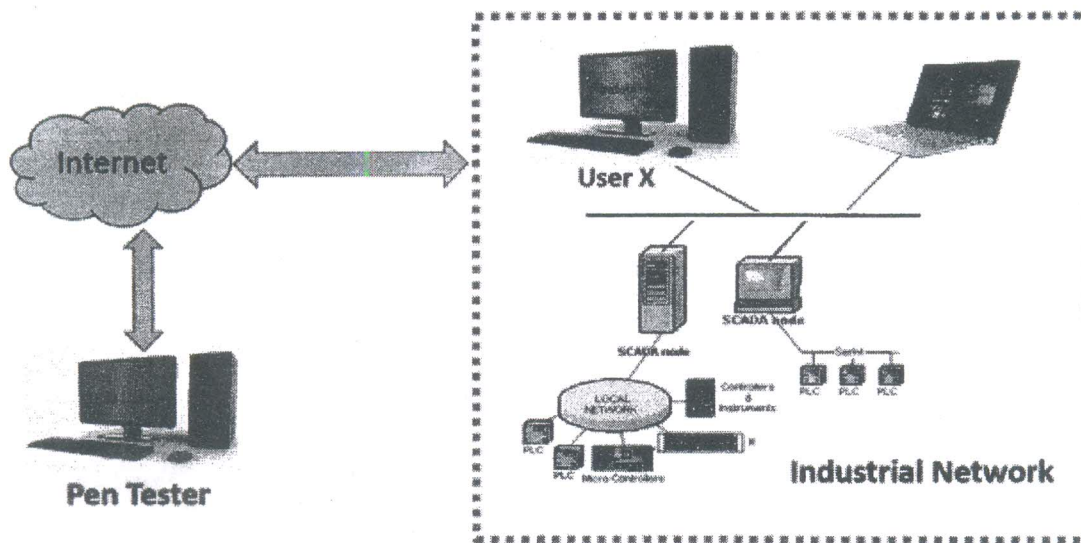 Internet
User X
SCADA node
SCADA node
Serial
PLC PLC PLC
LOCAL
NETWORK
Controllers
&
Instruments
PLC
PLC
Micro-Controllers
Industrial Network
Pen Tester